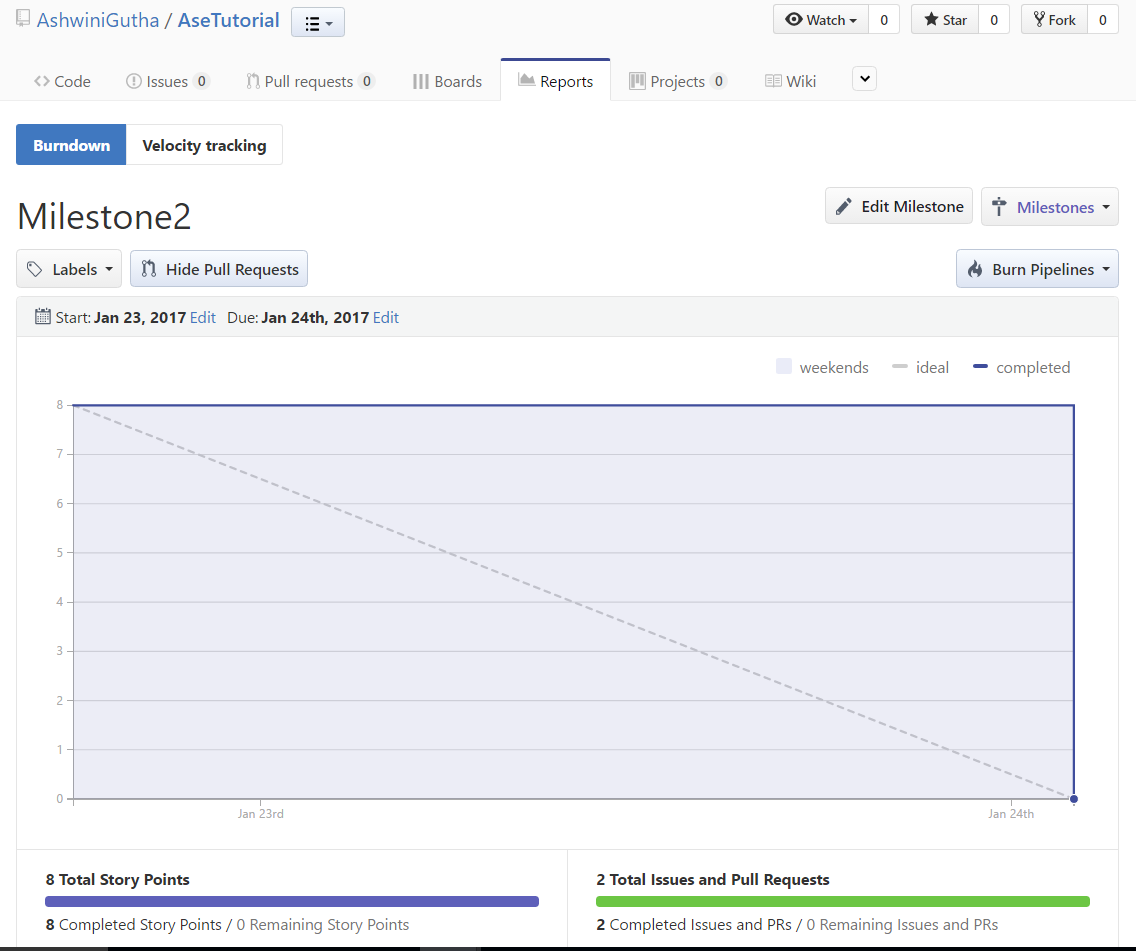 AshwiniGutha / AseTutorial
Watch 0 Star 0 Fork 0
Code Issues 0 Pull requests 0 Boards Reports Projects 0 Wiki
Burndown Velocity tracking
Milestone2
Edit Milestone Milestones
Labels Hide Pull Requests Burn Pipelines
Start: Jan 23, 2017 Edit Due: Jan 24th, 2017 Edit
weekends ideal completed
8
7
6
5
4
3
2
1
0
Jan 23rd Jan 24th
8 Total Story Points
8 Completed Story Points / 0 Remaining Story Points
2 Total Issues and Pull Requests
2 Completed Issues and PRs / 0 Remaining Issues and PRs